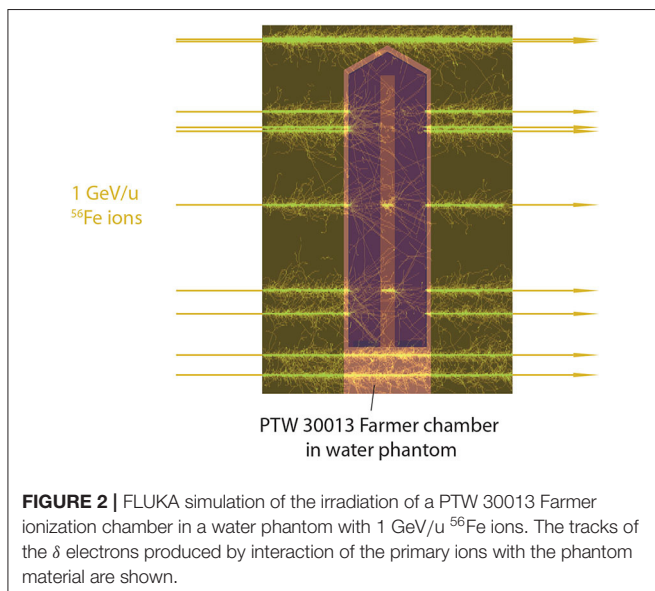 1 GeV/u
⁵⁶Fe ions
PTW 30013 Farmer chamber
in water phantom
FIGURE 2 | FLUKA simulation of the irradiation of a PTW 30013 Farmer
ionization chamber in a water phantom with 1 GeV/u ⁵⁶Fe ions. The tracks of
the δ electrons produced by interaction of the primary ions with the phantom
material are shown.